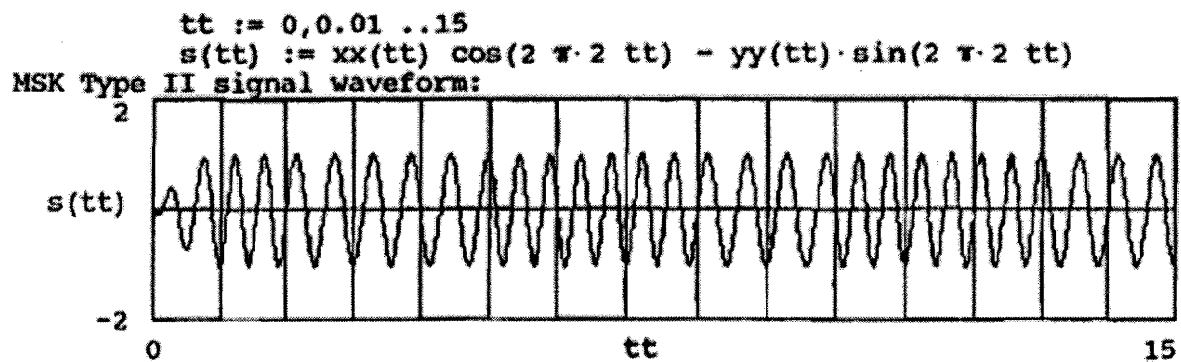 tt := 0,0.01 ..15
s(tt) := xx(tt) cos(2 π· 2 tt) - yy(tt)·sin(2 π· 2 tt)
MSK Type II signal waveform:
2
s(tt)
-2
0 tt 15